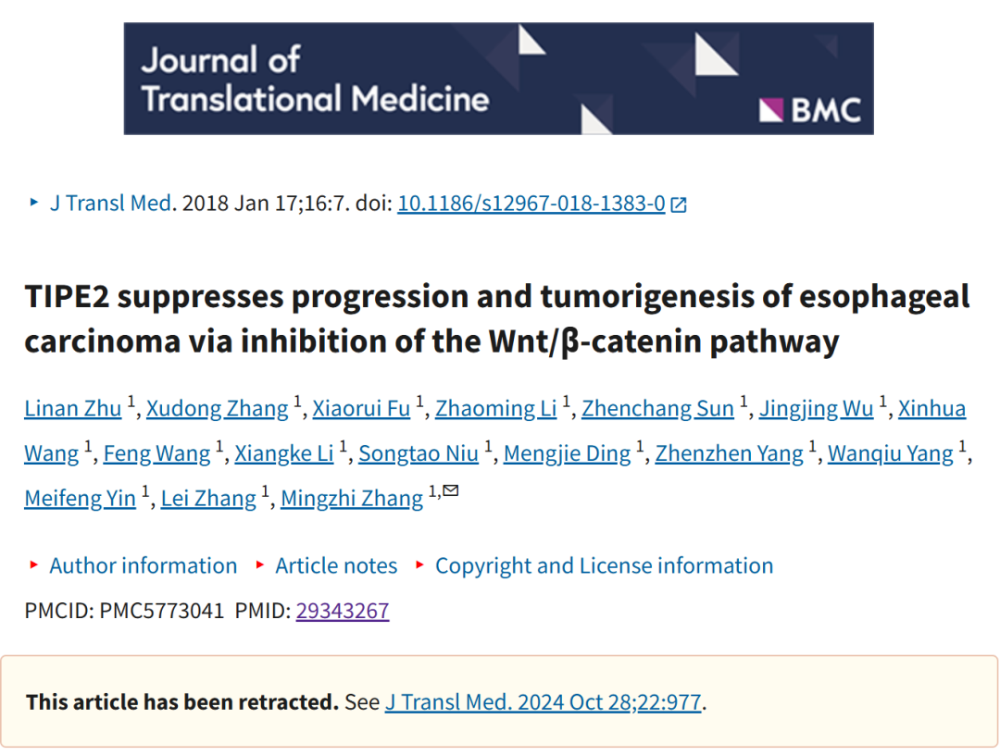 Journal of
Translational Medicine
BMC
J Transl Med. 2018 Jan 17;16:7. doi: 10.1186/s12967-018-1383-0
TIPE2 suppresses progression and tumorigenesis of esophageal
carcinoma via inhibition of the Wnt/β-catenin pathway
Linan Zhu 1, Xudong Zhang 1, Xiaorui Fu 1, Zhaoming Li 1, Zhenchang Sun 1, Jingjing Wu 1, Xinhua
Wang 1, Feng Wang 1, Xiangke Li 1, Songtao Niu 1, Mengjie Ding 1, Zhenzhen Yang 1, Wanqiu Yang 1,
Meifeng Yin 1, Lei Zhang 1, Mingzhi Zhang 1,✉
Author information Article notes Copyright and License information
PMCID: PMC5773041 PMID: 29343267
This article has been retracted. See J Transl Med. 2024 Oct 28;22:977.